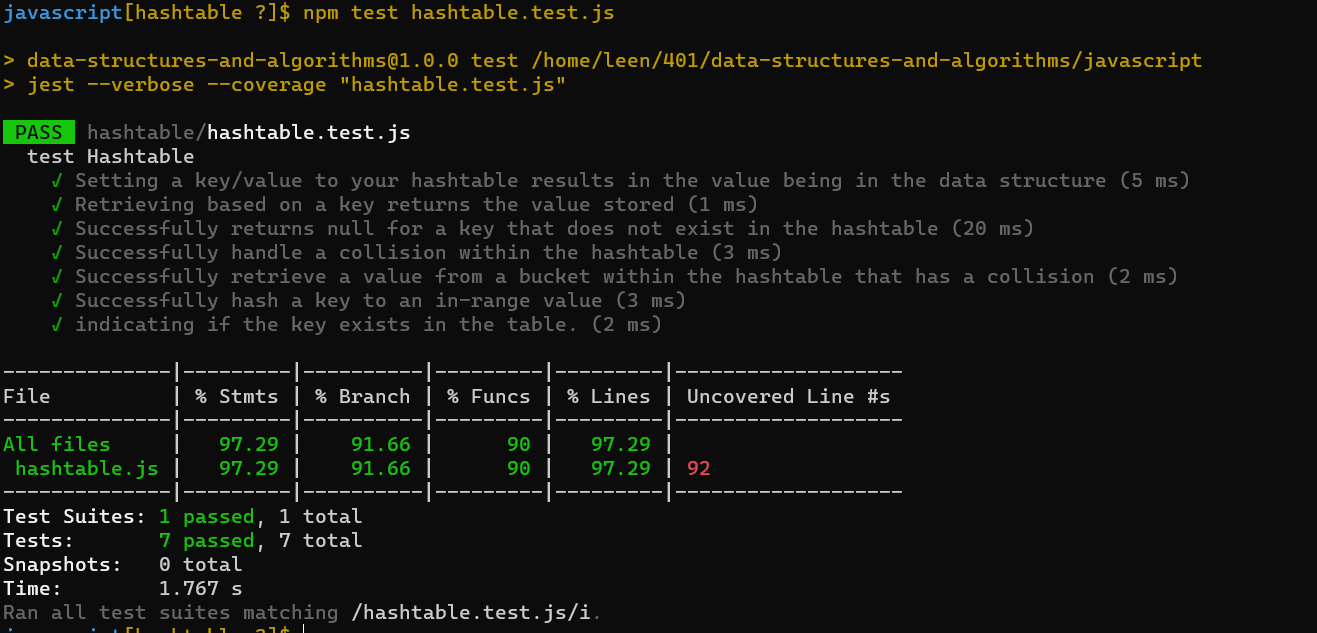 javascript[hashtable ?]$ npm test hashtable.test.js
> data-structures-and-algorithms@1.0.0 test /home/leen/401/data-structures-and-algorithms/javascript
> jest --verbose --coverage "hashtable.test.js"
PASS hashtable/hashtable.test.js
test Hashtable
√ Setting a key/value to your hashtable results in the value being in the data structure (5 ms)
√ Retrieving based on a key returns the value stored (1 ms)
√ Successfully returns null for a key that does not exist in the hashtable (20 ms)
√ Successfully handle a collision within the hashtable (3 ms)
√ Successfully retrieve a value from a bucket within the hashtable that has a collision (2 ms)
√ Successfully hash a key to an in-range value (3 ms)
√ indicating if the key exists in the table. (2 ms)
--------------|---------|----------|---------|---------|-------------------
File          | % Stmts | % Branch | % Funcs | % Lines | Uncovered Line #s
--------------|---------|----------|---------|---------|-------------------
All files     |   97.29 |    91.66 |      90 |   97.29 |
 hashtable.js |   97.29 |    91.66 |      90 |   97.29 | 92
--------------|---------|----------|---------|---------|-------------------
Test Suites: 1 passed, 1 total
Tests:       7 passed, 7 total
Snapshots:   0 total
Time:        1.767 s
Ran all test suites matching /hashtable.test.js/i.
javascript[hashtable ?]$